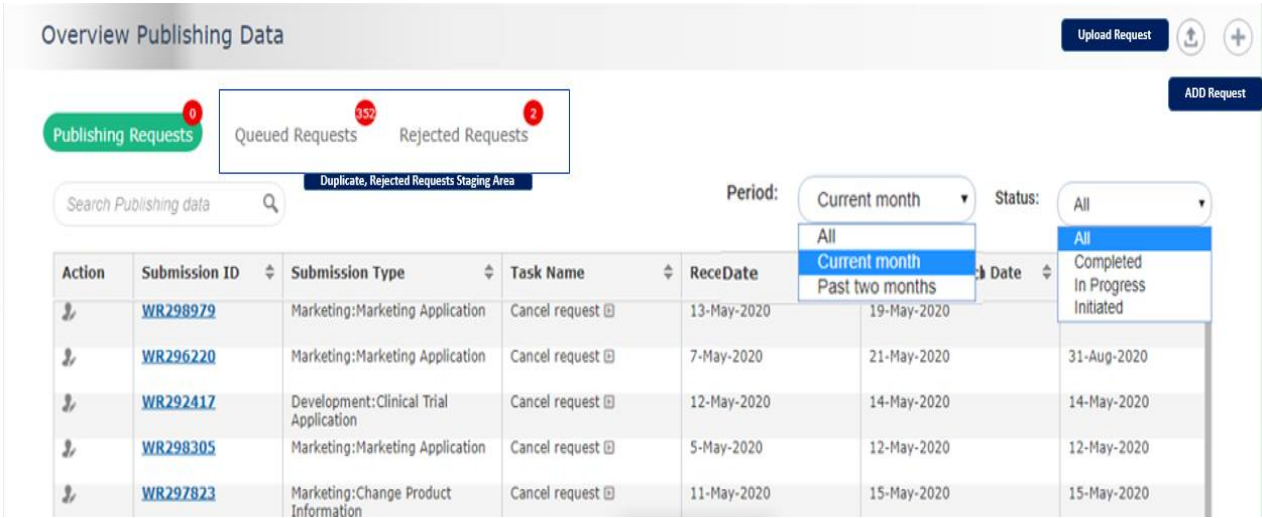 Overview Publishing Data
Upload Request
ADD Request
Publishing Requests 0
Queued Requests 352
Rejected Requests 2
Duplicate, Rejected Requests Staging Area
Search Publishing data
Period: Current month
Status: All
All
Current month
Past two months
All
Completed
In Progress
Initiated
Action Submission ID Submission Type Task Name ReceDate Date
WR298979 Marketing:Marketing Application Cancel request 13-May-2020 19-May-2020
WR296220 Marketing:Marketing Application Cancel request 7-May-2020 21-May-2020 31-Aug-2020
WR292417 Development:Clinical Trial Cancel request 12-May-2020 14-May-2020 14-May-2020
Application
WR298305 Marketing:Marketing Application Cancel request 5-May-2020 12-May-2020 12-May-2020
WR297823 Marketing:Change Product Cancel request 11-May-2020 15-May-2020 15-May-2020
Information